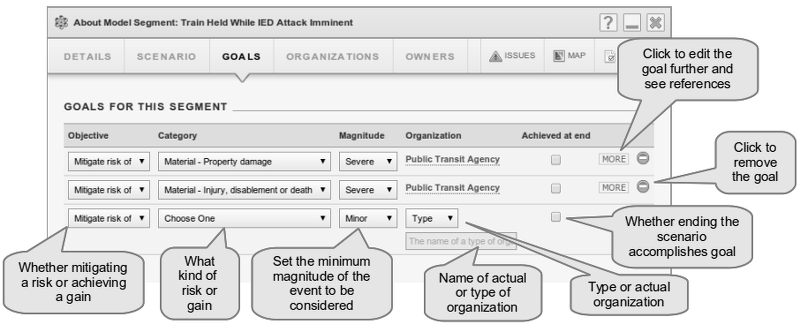 About Model Segment: Train Held While IED Attack Imminent
?
DETAILS SCENARIO GOALS ORGANIZATIONS OWNERS ISSUES MAP
Click to edit the
goal further and
see references
GOALS FOR THIS SEGMENT
Objective Category Magnitude Organization Achieved at end
Mitigate risk of Material - Property damage Severe Public Transit Agency MORE
Mitigate risk of Material - Injury, disablement or death Severe Public Transit Agency MORE
Mitigate risk of Choose One Minor Type
The name of a type of org
Click to
remove
the goal
Whether ending the
scenario
accomplishes goal
Whether mitigating
a risk or achieving
a gain
What
kind of
risk or
gain
Set the minimum
magnitude of the
event to be
considered
Name of actual
or type of
organization
Type or actual
organization